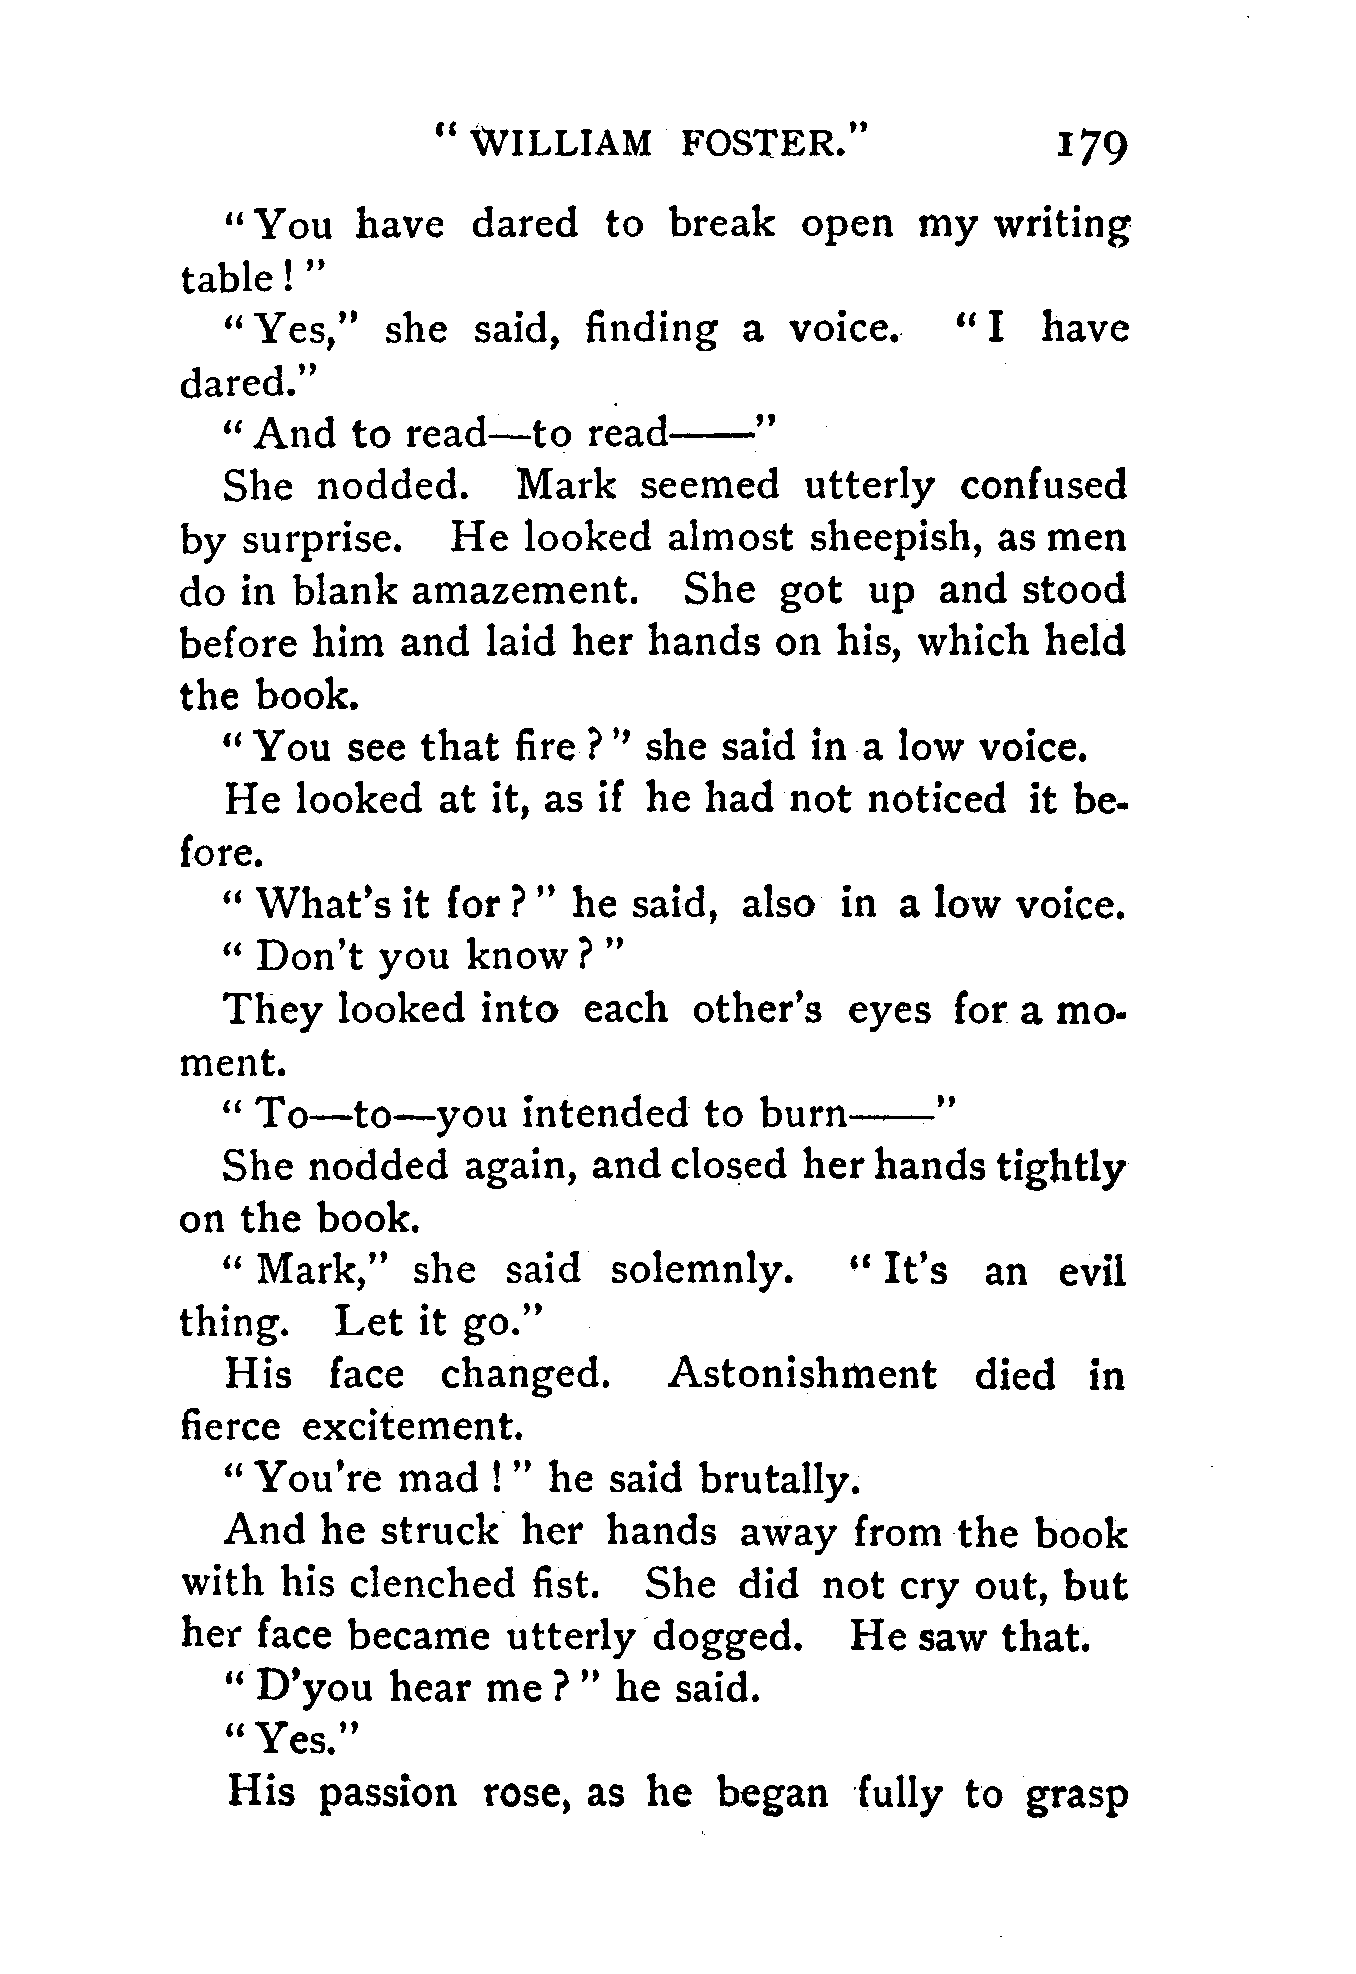 "WILLIAM FOSTER." 179
"You have dared to break open my writing
table!"
"Yes," she said, finding a voice. "I have
dared."
"And to read—to read——"
She nodded. Mark seemed utterly confused
by surprise. He looked almost sheepish, as men
do in blank amazement. She got up and stood
before him and laid her hands on his, which held
the book.
"You see that fire?" she said in a low voice.
He looked at it, as if he had not noticed it be-
fore.
"What's it for?" he said, also in a low voice.
"Don't you know?"
They looked into each other's eyes for a mo-
ment.
"To—to—you intended to burn——"
She nodded again, and closed her hands tightly
on the book.
"Mark," she said solemnly. "It's an evil
thing. Let it go."
His face changed. Astonishment died in
fierce excitement.
"You're mad!" he said brutally.
And he struck her hands away from the book
with his clenched fist. She did not cry out, but
her face became utterly dogged. He saw that.
"D'you hear me?" he said.
"Yes."
His passion rose, as he began fully to grasp